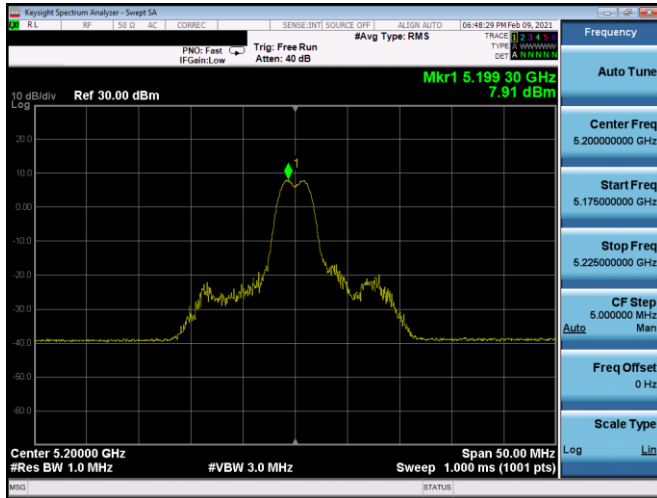 Keysight Spectrum Analyzer - Swept SA
RL RF 50 Ω AC CORREC SENSE:INT SOURCE OFF ALIGN AUTO 06:48:29 PM Feb 09, 2021
#Avg Type: RMS
TRACE 1 2 3 4 5 6
TYPE A WWWWW
DET A N N N N N
PNO: Fast
IFGain:Low
Trig: Free Run
Atten: 40 dB
Mkr1 5.199 30 GHz
7.91 dBm
10 dB/div
Log
Ref 30.00 dBm
20.0
10.0
0.00
-10.0
-20.0
-30.0
-40.0
-50.0
-60.0
1
Center 5.20000 GHz
#Res BW 1.0 MHz
#VBW 3.0 MHz
Span 50.00 MHz
Sweep 1.000 ms (1001 pts)
MSG
STATUS
Frequency
Auto Tune
Center Freq
5.200000000 GHz
Start Freq
5.175000000 GHz
Stop Freq
5.225000000 GHz
CF Step
5.000000 MHz
Auto Man
Freq Offset
0 Hz
Scale Type
Log Lin